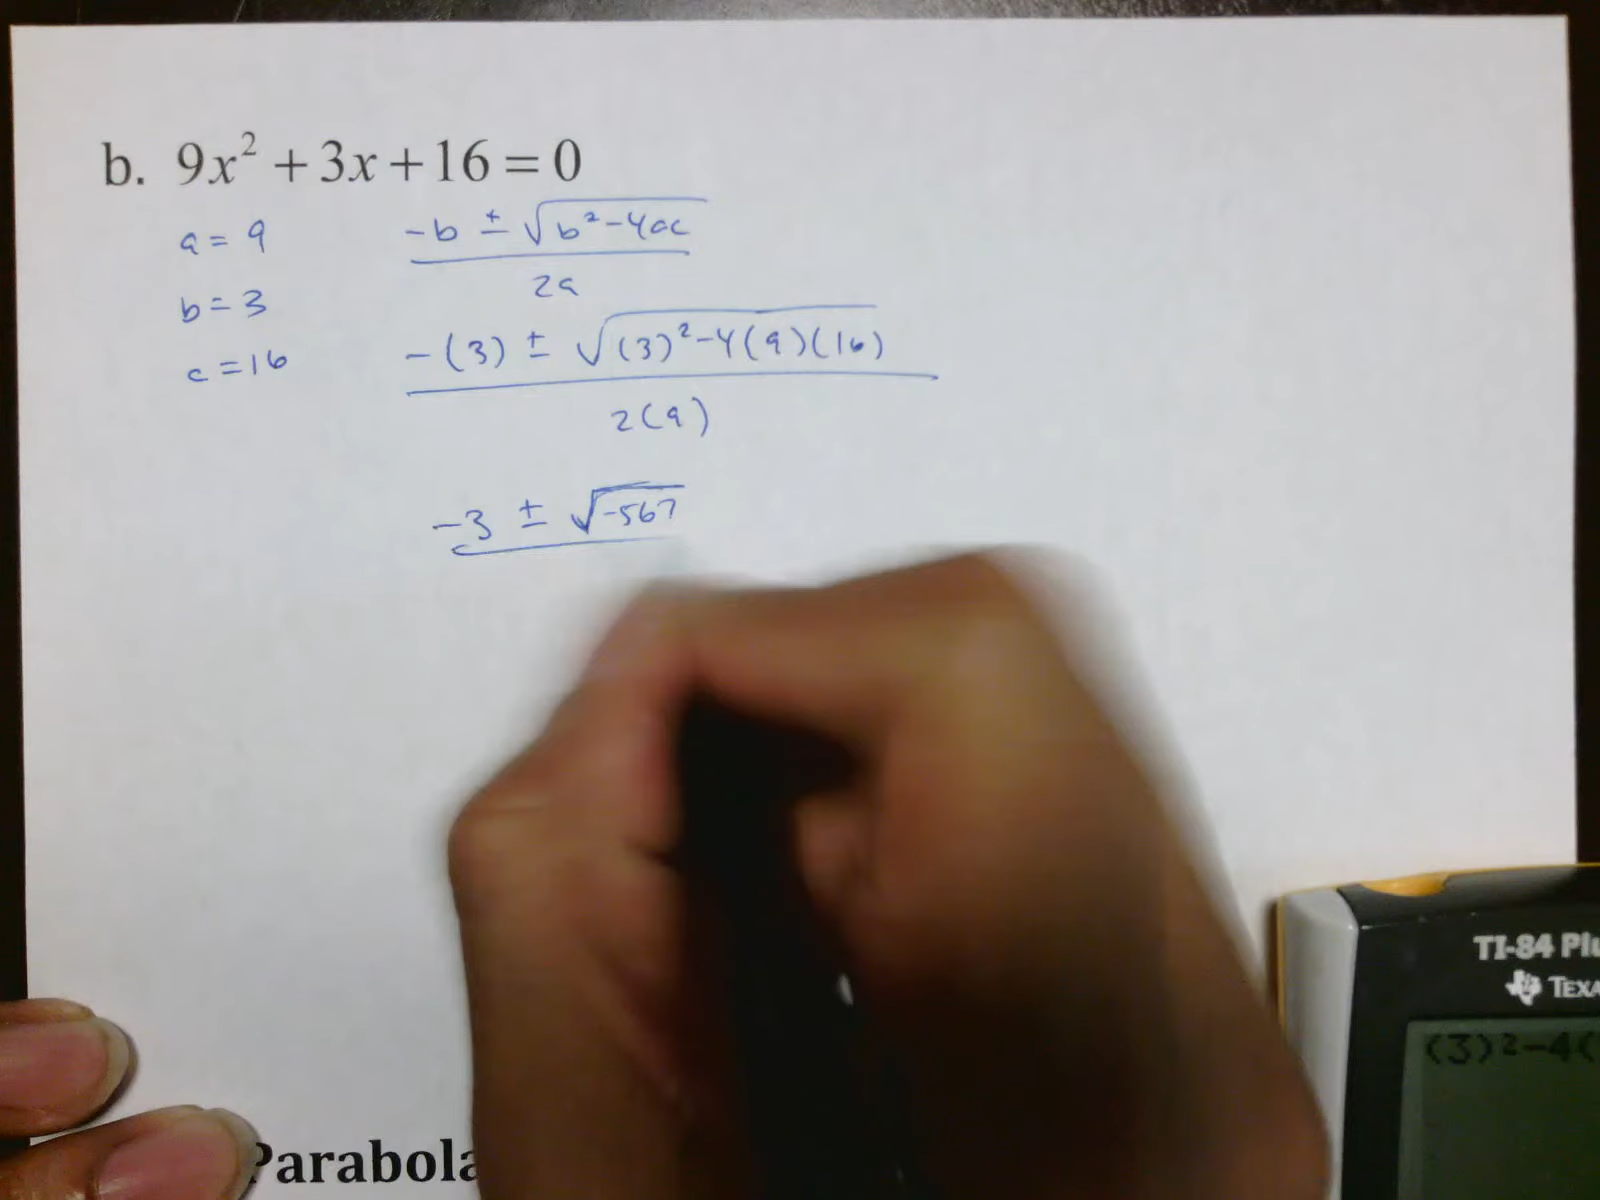 b. 9x² + 3x + 16 = 0
a = 9
-b ± √b²-4ac
2a
b = 3
-(3) ± √(3)²-4(9)(16)
c = 16
2(9)
-3 ± √-567
TI-84 Plu
TEXA
(3)²-4(
Parabola